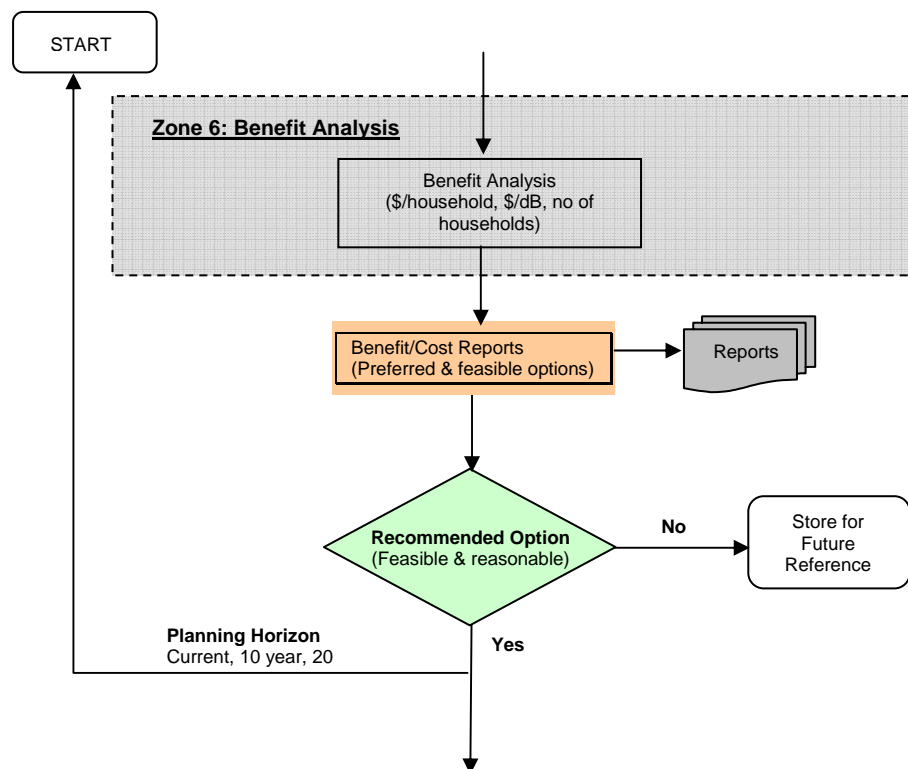 START
Zone 6: Benefit Analysis
Benefit Analysis
($/household, $/dB, no of
households)
Benefit/Cost Reports
(Preferred & feasible options)
Reports
Recommended Option
(Feasible & reasonable)
No
Store for
Future
Reference
Yes
Planning Horizon
Current, 10 year, 20